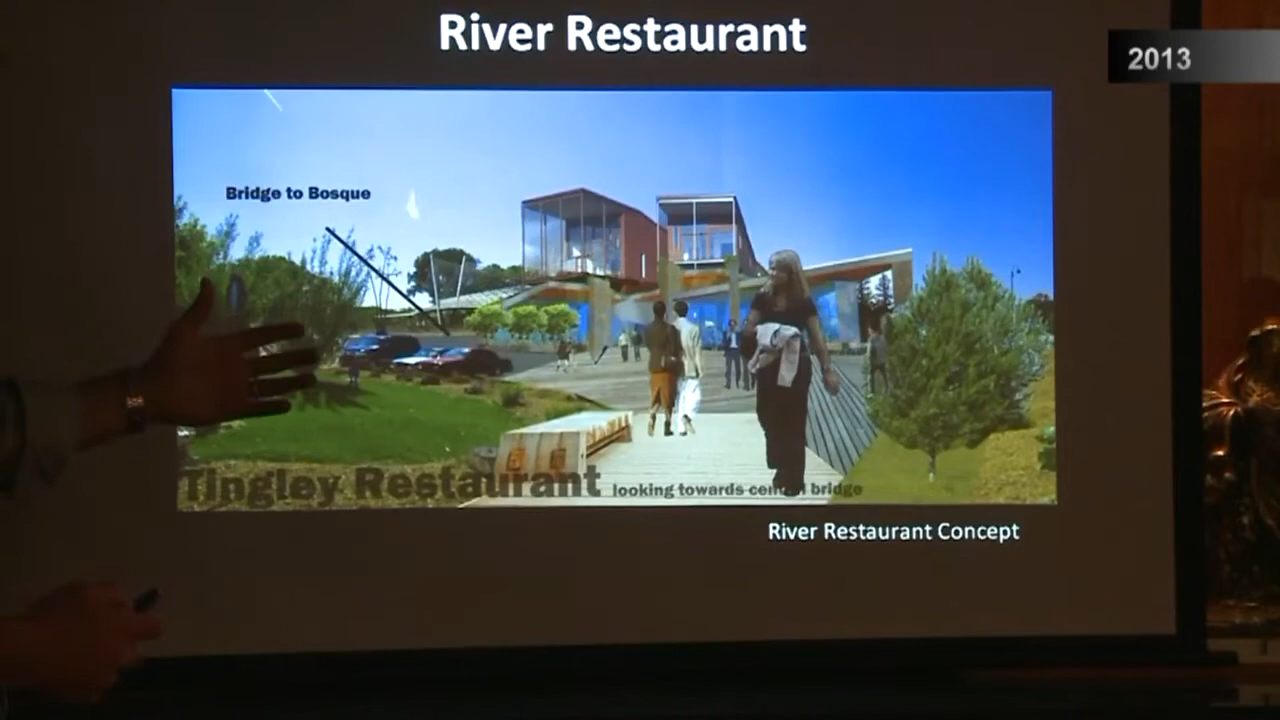 River Restaurant
2013
Bridge to Bosque
Tingley Restaurant looking towards central bridge
River Restaurant Concept